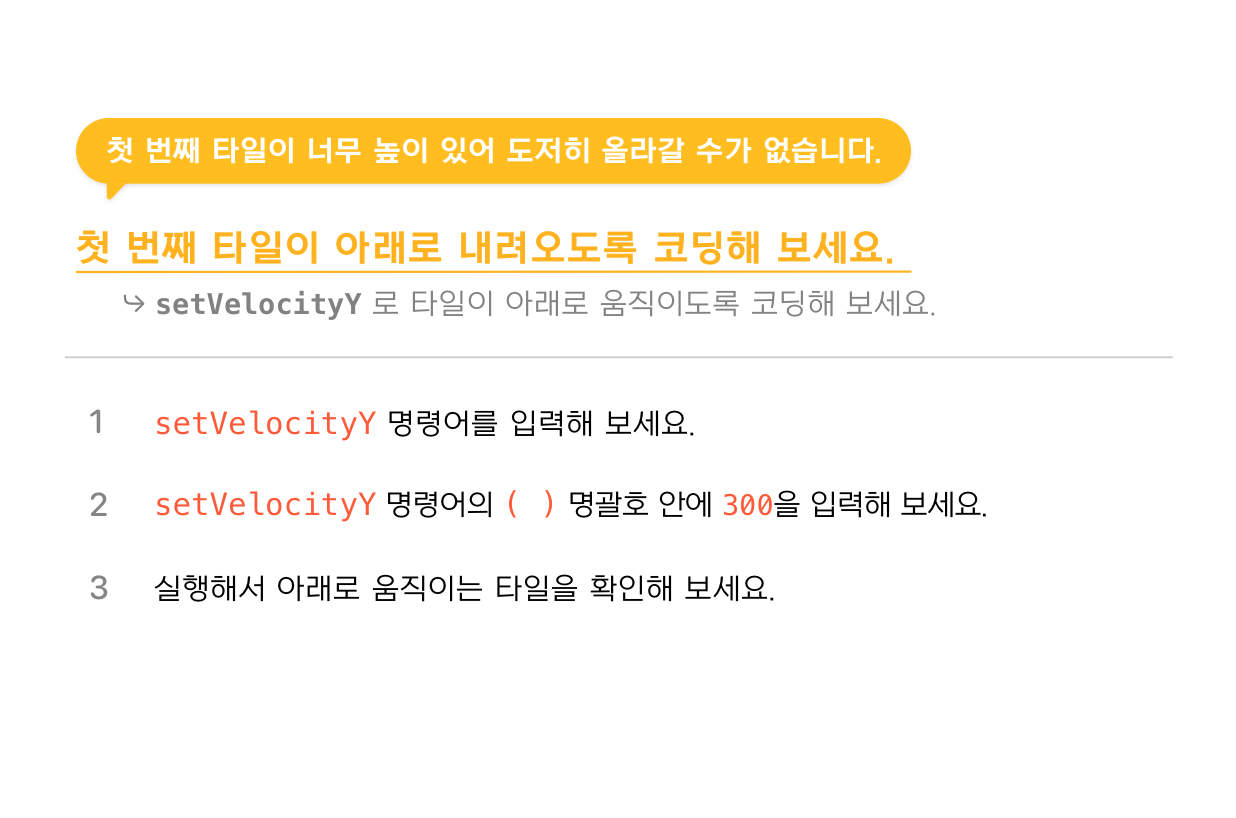 첫 번째 타일이 너무 높이 있어 도저히 올라갈 수가 없습니다.
첫 번째 타일이 아래로 내려오도록 코딩해 보세요.
↪ setVelocityY 로 타일이 아래로 움직이도록 코딩해 보세요.
1 setVelocityY 명령어를 입력해 보세요.
2 setVelocityY 명령어의 ( ) 명괄호 안에 300을 입력해 보세요.
3 실행해서 아래로 움직이는 타일을 확인해 보세요.